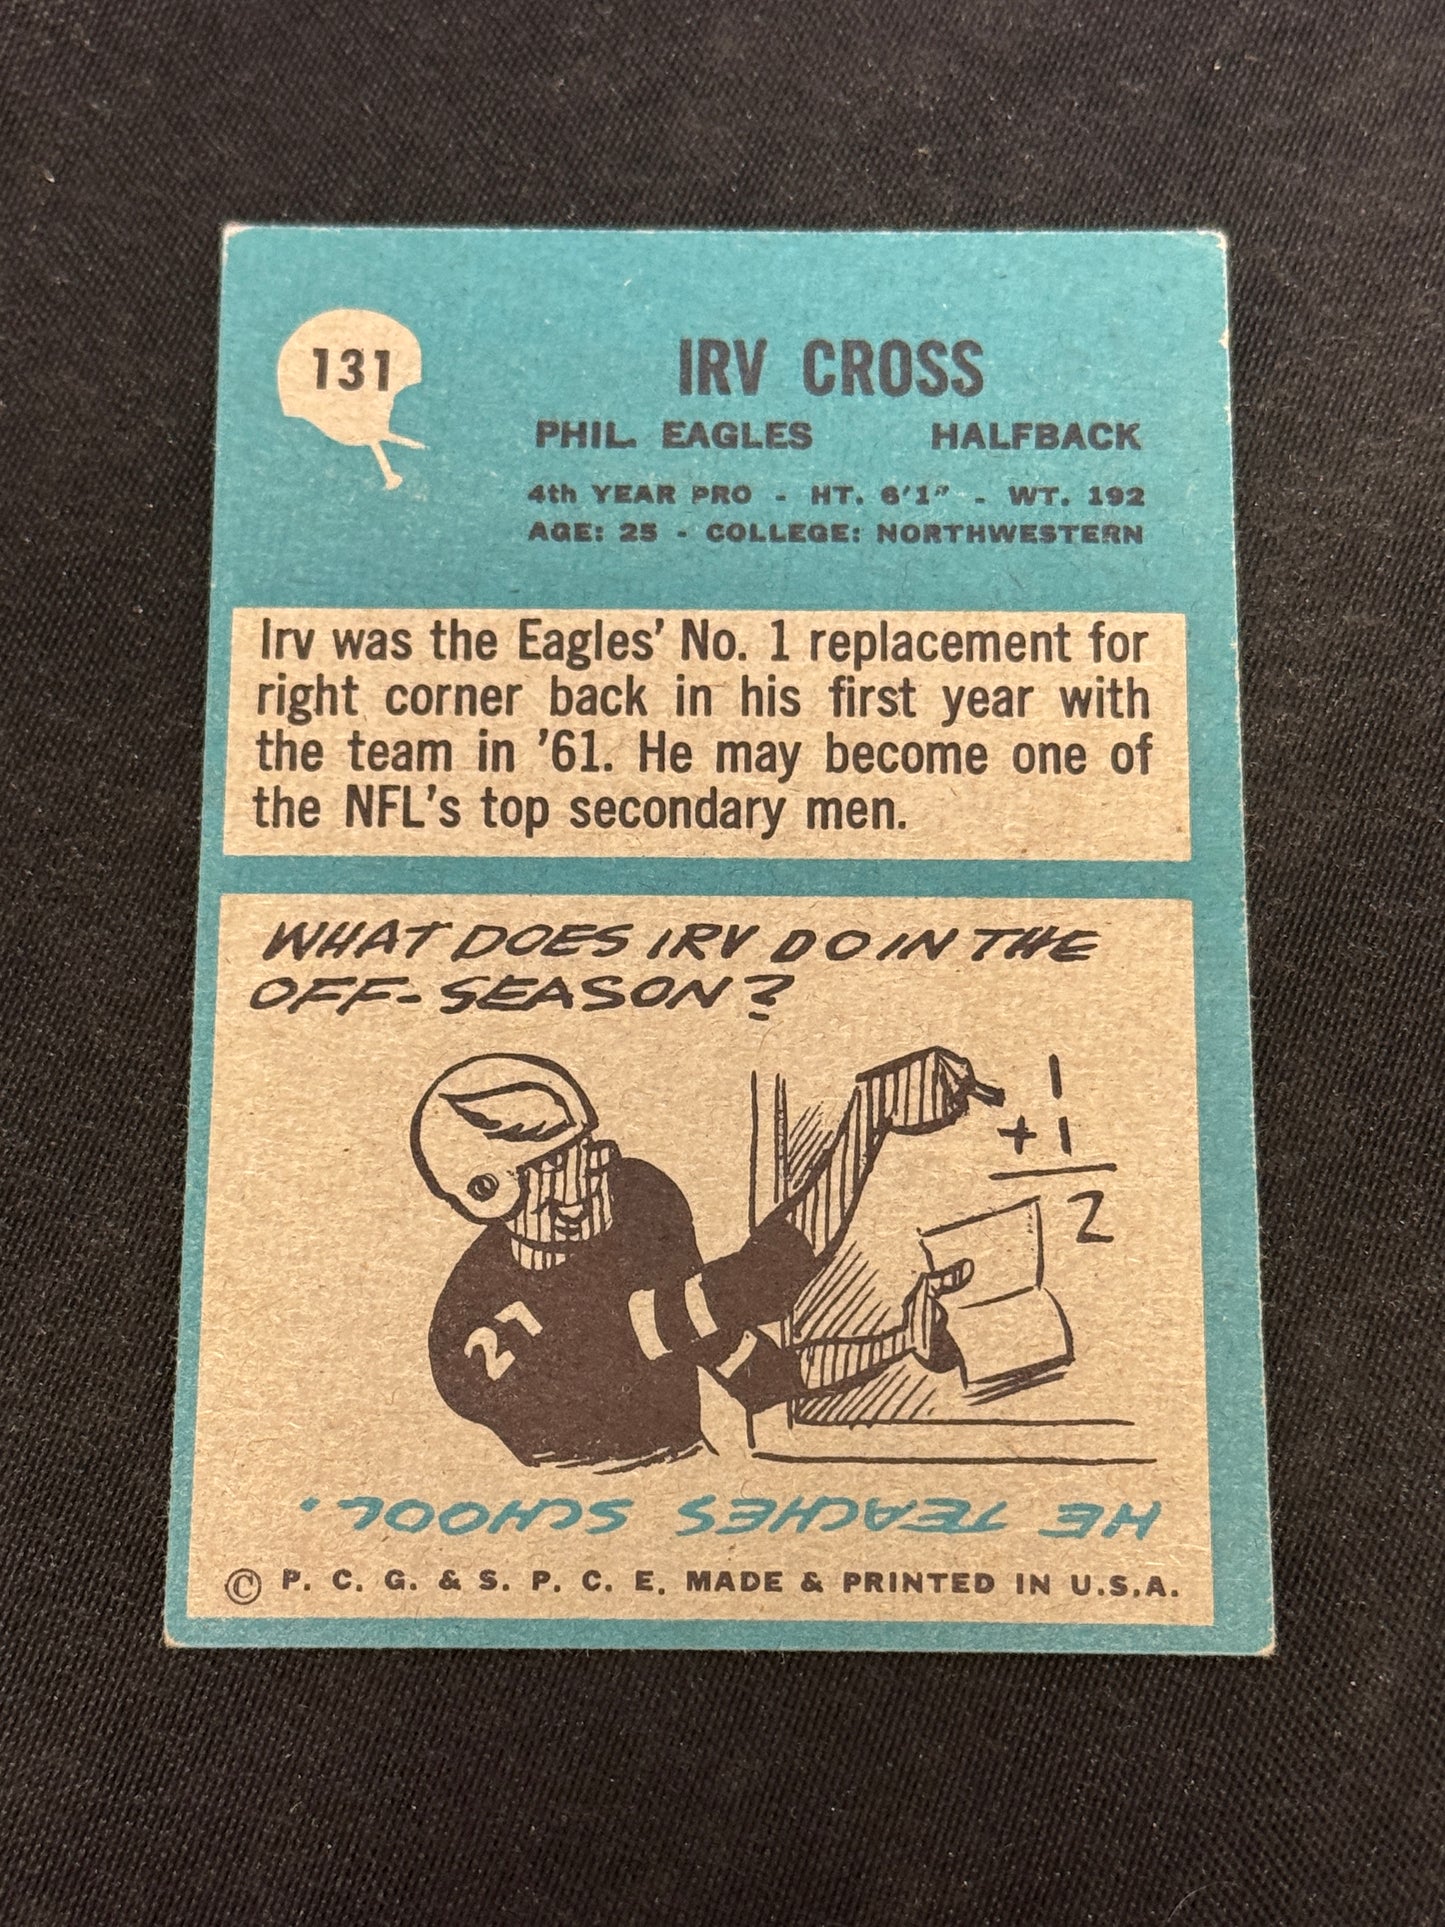 131
IRV CROSS
PHIL. EAGLES HALFBACK
4th YEAR PRO - HT. 6'1" - WT. 192
AGE: 25 - COLLEGE: NORTHWESTERN
Irv was the Eagles' No. 1 replacement for
right corner back in his first year with
the team in '61. He may become one of
the NFL's top secondary men.
WHAT DOES IRV DO IN THE
OFF-SEASON?
1
+1
2
27
HE TEACHES SCHOOL.
© P. C. G. & S. P. C. E. MADE & PRINTED IN U.S.A.